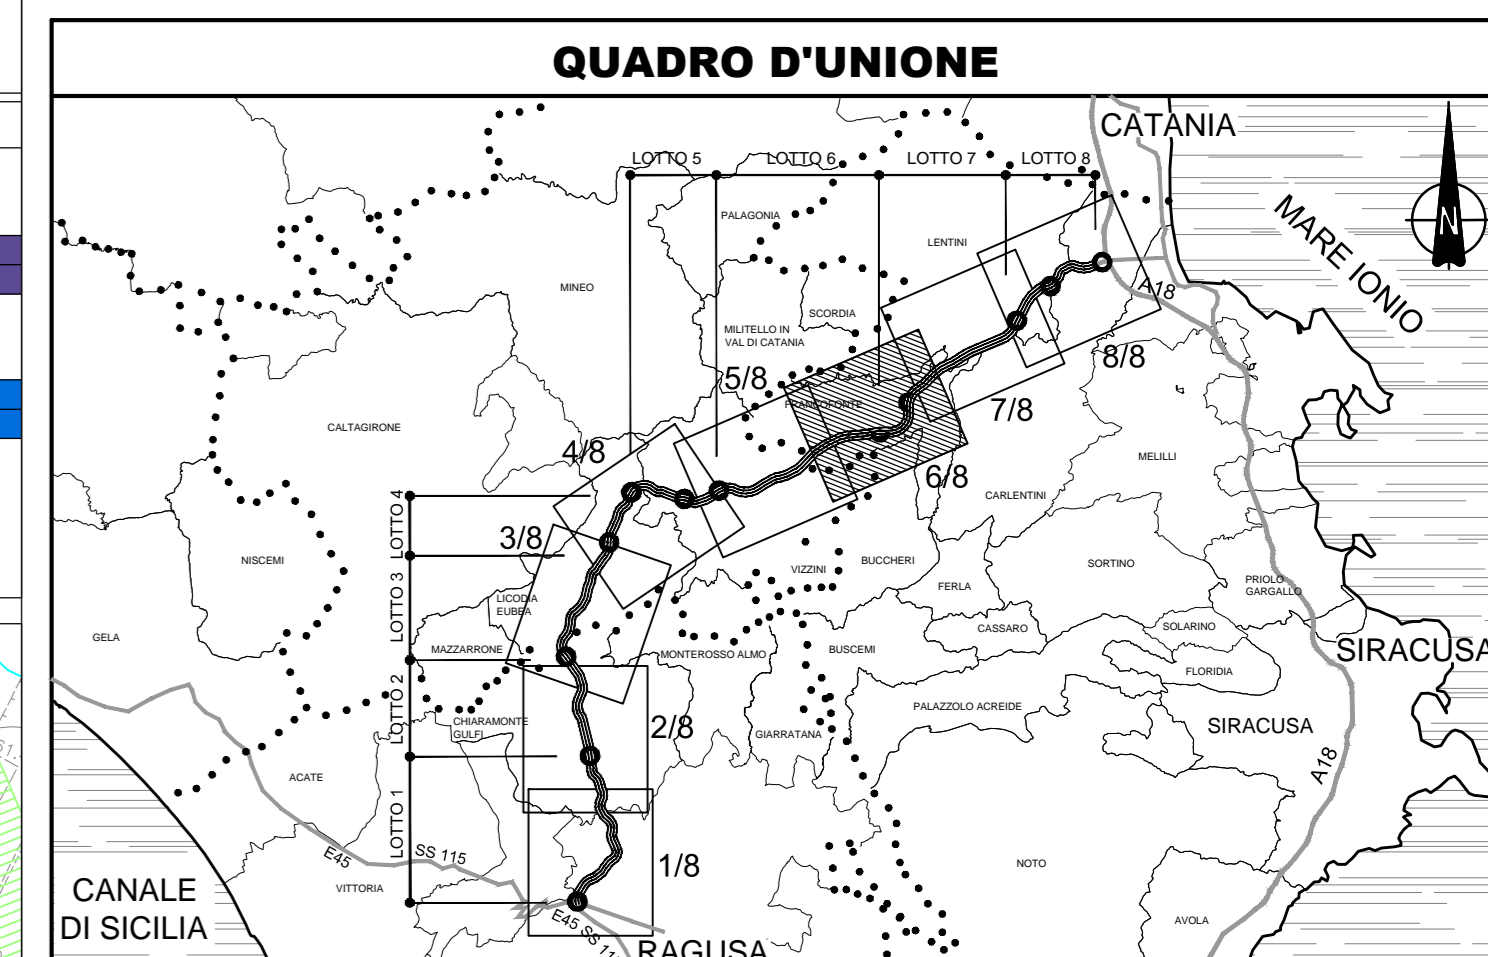 QUADRO D'UNIONE
CATANIA
LOTTO 5
LOTTO 6
LOTTO 7
LOTTO 8
N
MARE IONIO
PALAGONIA
LENTINI
MINEO
A18
SCORDIA
MILITELLO IN
VAL DI CATANIA
5/8
8/8
FRANCOFONTE
7/8
CALTAGIRONE
4/8
MELILLI
6/8
CARLENTINI
LOTTO 4
3/8
NISCEMI
VIZZINI
BUCCHERI
SORTINO
FERLA
PRIOLO
GARGALLO
LOTTO 3
LICODIA
EUBEA
GELA
CASSARO
SOLARINO
MAZZARRONE
MONTEROSSO ALMO
BUSCEMI
SIRACUSA
FLORIDIA
LOTTO 2
CHIARAMONTE
GULFI
2/8
GIARRATANA
PALAZZOLO ACREIDE
SIRACUSA
61.
ACATE
A18
LOTTO 1
E45
SS 115
1/8
NOTO
VITTORIA
CANALE
DI SICILIA
E45 SS 11
AVOLA
RAGUSA